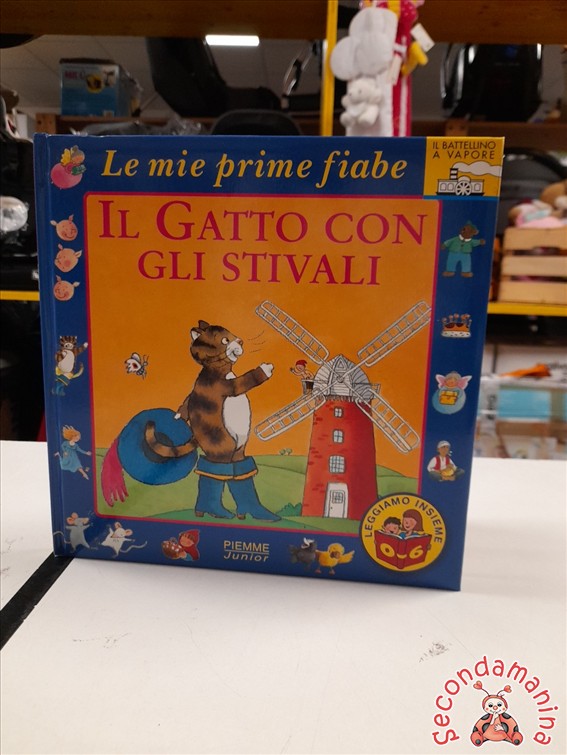 Le mie prime fiabe
IL BATTELLINO
A VAPORE
IL GATTO CON
GLI STIVALI
LEGGIAMO INSIEME
0-6
PIEMME
Junior
Secondamanina